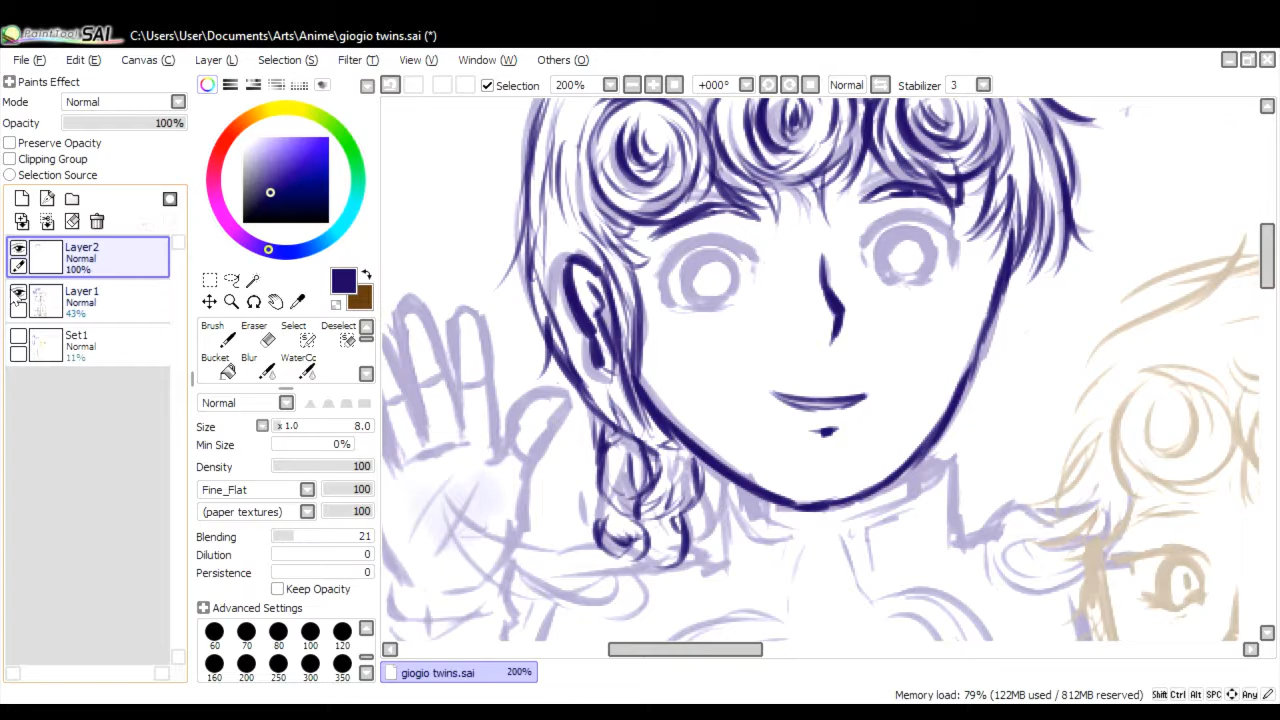 PaintTool SAI C:\Users\User\Documents\Arts\Anime\giogio twins.sai (*)
File (F) Edit (E) Canvas (C) Layer (L) Selection (S) Filter (T) View (V) Window (W) Others (O)
Paints Effect
Mode Normal
Opacity 100%
Preserve Opacity
Clipping Group
Selection Source
Layer2
Normal
100%
Layer1
Normal
43%
Set1
Normal
11%
Selection 200% +000° Normal Stabilizer 3
Brush Eraser Select Deselect
Bucket Blur WaterCo
Normal
Size x 1.0 8.0
Min Size 0%
Density 100
Fine_Flat 100
(paper textures) 100
Blending 21
Dilution 0
Persistence 0
Keep Opacity
Advanced Settings
60 70 80 100 120
160 200 250 300 350
giogio twins.sai 200%
Memory load: 79% (122MB used / 812MB reserved) Shift Ctrl Alt SPC Any